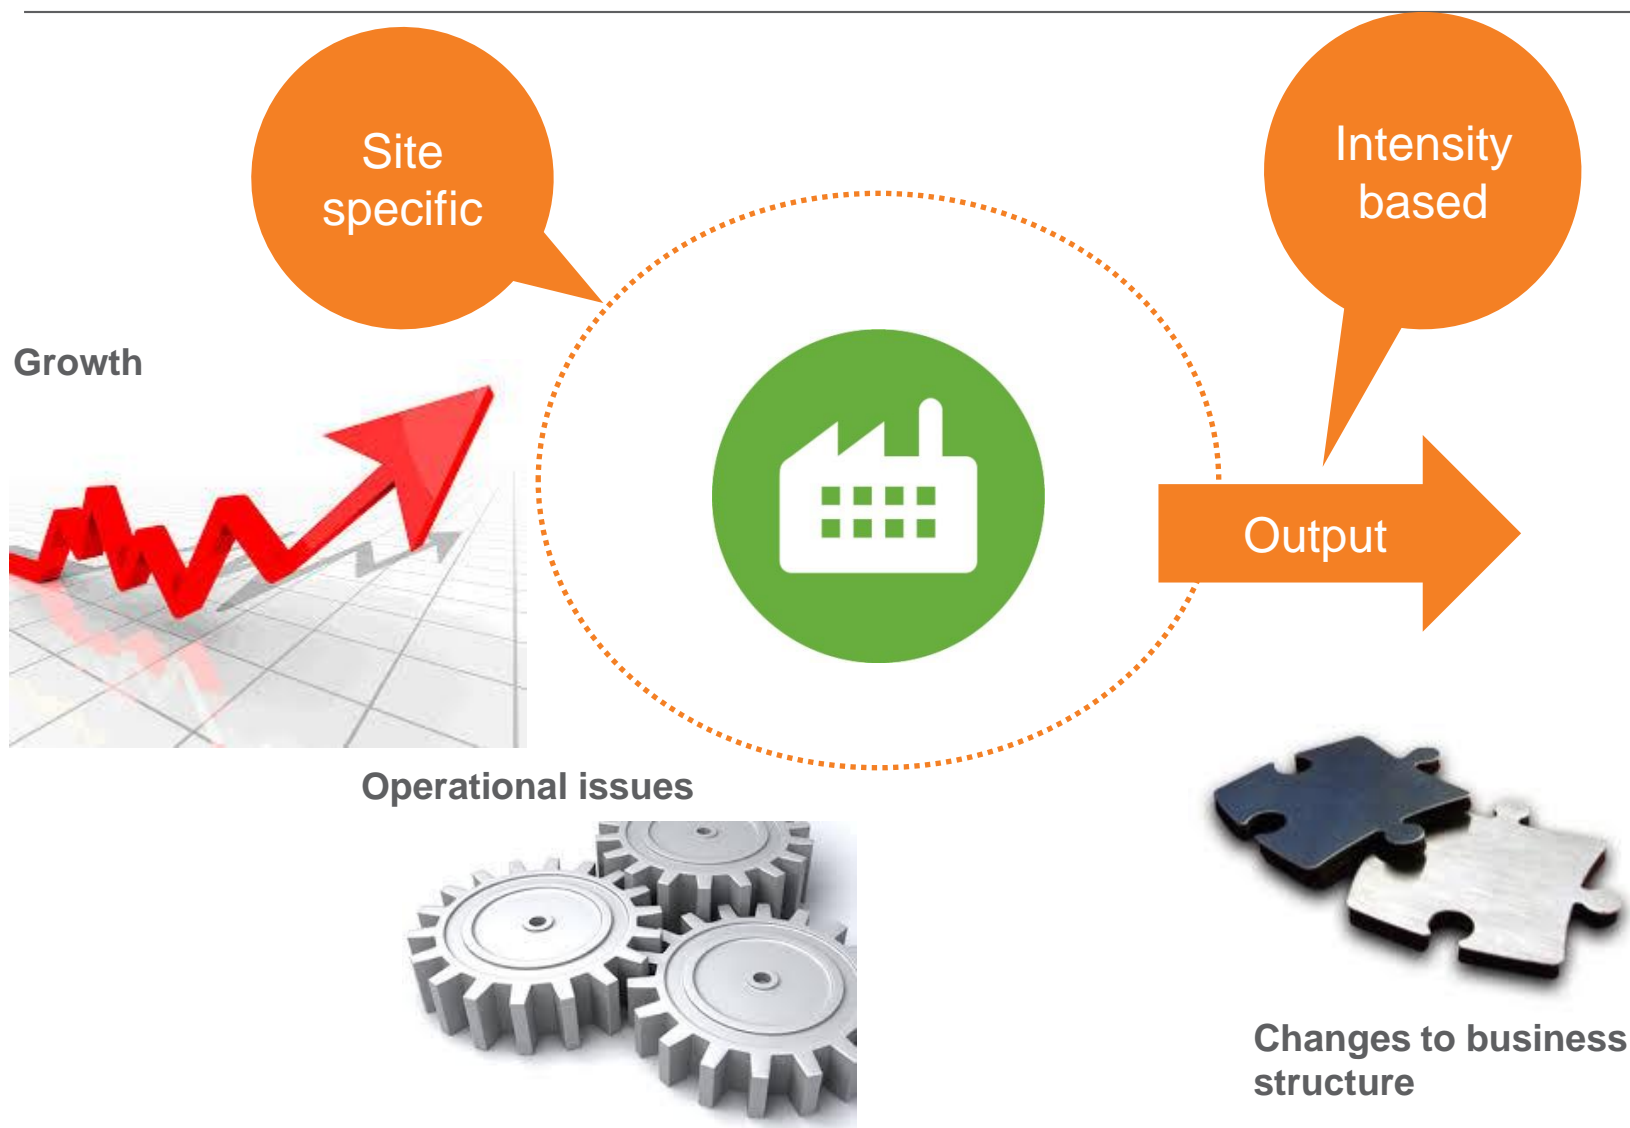 Site
specific
Intensity
based
Growth
Output
Operational issues
Changes to business
structure